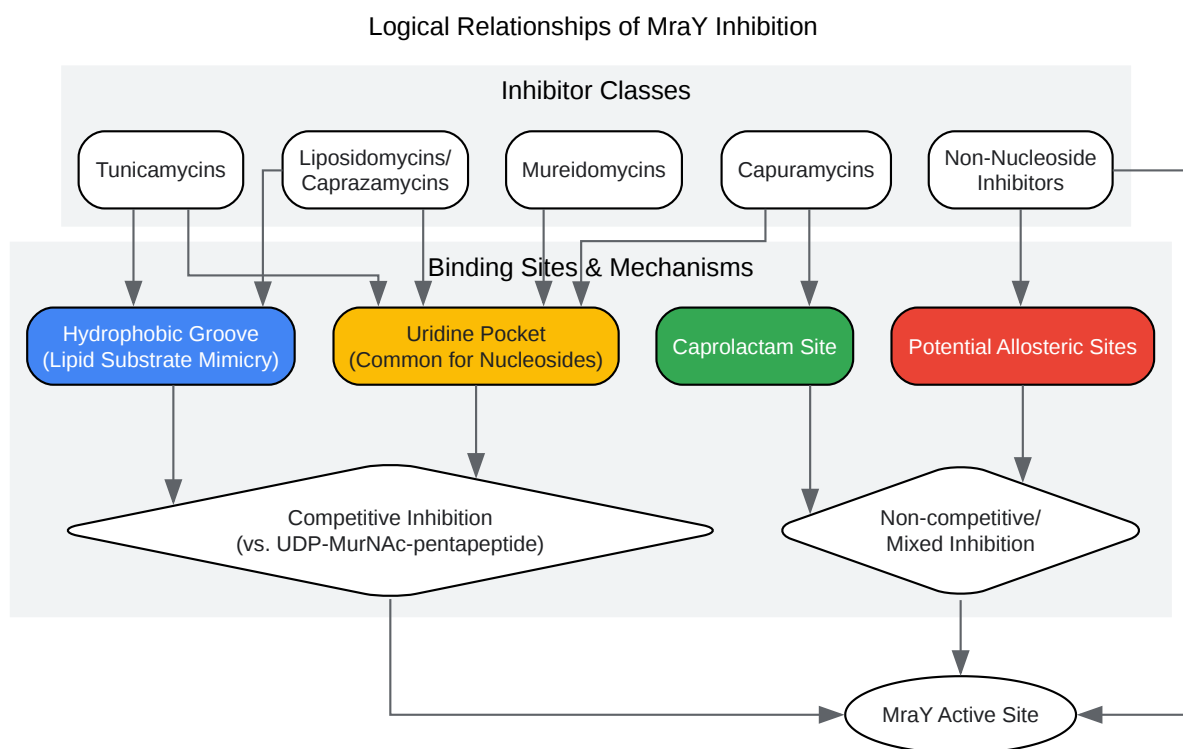 Logical Relationships of MraY Inhibition
Inhibitor Classes
Tunicamycins
Liposidomycins/
Caprazamycins
Mureidomycins
Capuramycins
Non-Nucleoside
Inhibitors
Binding Sites & Mechanisms
Hydrophobic Groove
(Lipid Substrate Mimicry)
Uridine Pocket
(Common for Nucleosides)
Caprolactam Site
Potential Allosteric Sites
Competitive Inhibition
(vs. UDP-MurNAc-pentapeptide)
Non-competitive/
Mixed Inhibition
MraY Active Site